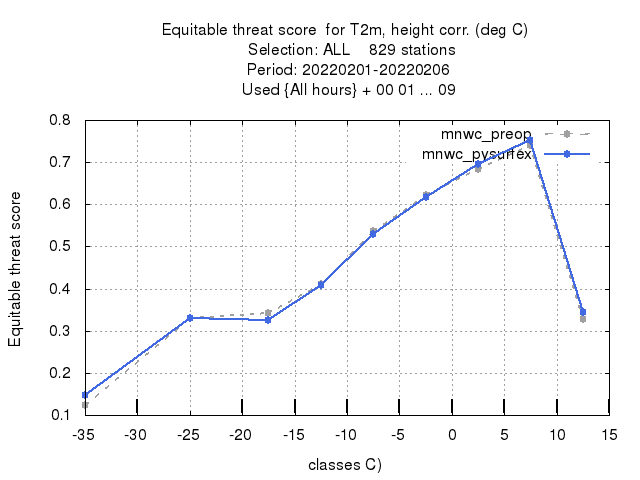 Equitable threat score for T2m, height corr. (deg C)
Selection: ALL 829 stations
Period: 20220201-20220206
Used {All hours} + 00 01 ... 09
mnwc_preop
mnwc_pysurfex
Equitable threat score
0.8
0.7
0.6
0.5
0.4
0.3
0.2
0.1
-35 -30 -25 -20 -15 -10 -5 0 5 10 15
classes C)